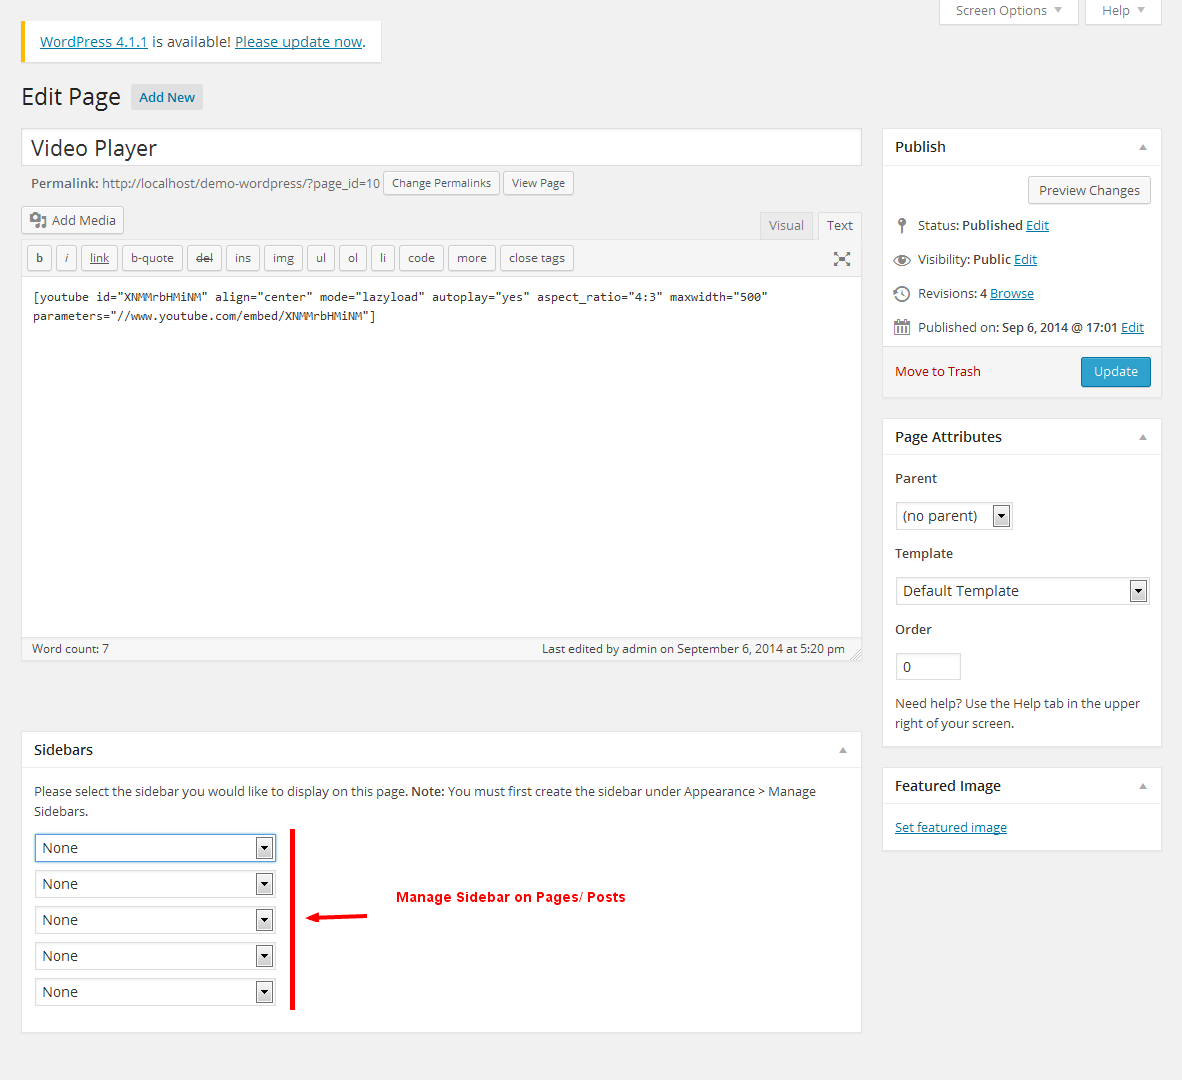 Screen Options Help
WordPress 4.1.1 is available! Please update now.
Edit Page Add New
Video Player
Permalink: http://localhost/demo-wordpress/?page_id=10 Change Permalinks View Page
Add Media
Visual Text
b i link b-quote del ins img ul ol li code more close tags
[youtube id="XNMMrbHMiNM" align="center" mode="lazyload" autoplay="yes" aspect_ratio="4:3" maxwidth="500"
parameters="//www.youtube.com/embed/XNMMrbHMiNM"]
Word count: 7 Last edited by admin on September 6, 2014 at 5:20 pm
Sidebars
Please select the sidebar you would like to display on this page. Note: You must first create the sidebar under Appearance > Manage
Sidebars.
None
None
None
None
None
Manage Sidebar on Pages/ Posts
Publish
Preview Changes
Status: Published Edit
Visibility: Public Edit
Revisions: 4 Browse
Published on: Sep 6, 2014 @ 17:01 Edit
Move to Trash Update
Page Attributes
Parent
(no parent)
Template
Default Template
Order
0
Need help? Use the Help tab in the upper
right of your screen.
Featured Image
Set featured image